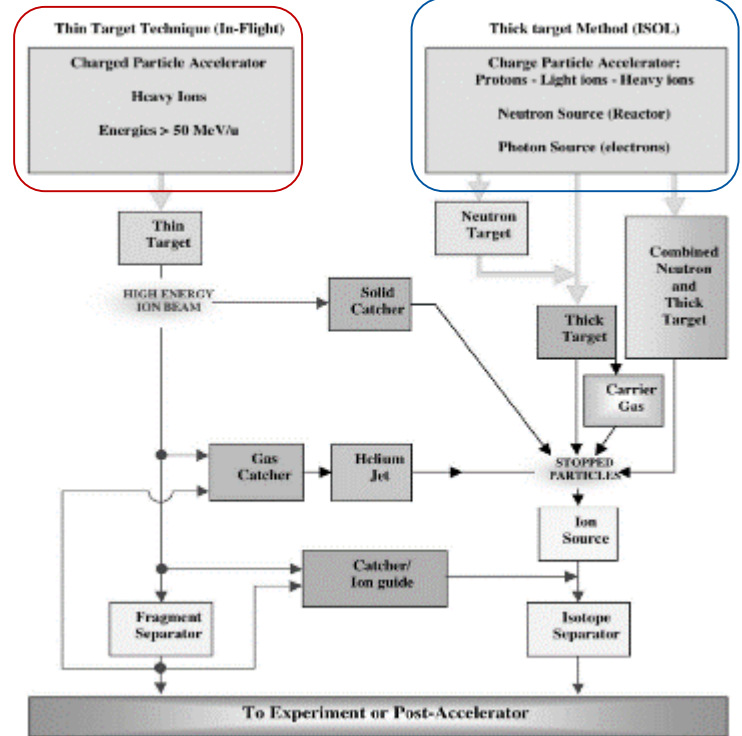 Thin Target Technique (In-Flight)
Charged Particle Accelerator
Heavy Ions
Energies > 50 MeV/u
Thick target Method (ISOL)
Charge Particle Accelerator:
Protons - Light ions - Heavy ions
Neutron Source (Reactor)
Photon Source (electrons)
Thin
Target
Neutron
Target
Combined
Neutron
and
Thick
Target
HIGH ENERGY
ION BEAM
Solid
Catcher
Thick
Target
Carrier
Gas
Gas
Catcher
Helium
Jet
STOPPED
PARTICLES
Ion
Source
Catcher/
Ion guide
Fragment
Separator
Isotope
Separator
To Experiment or Post-Accelerator